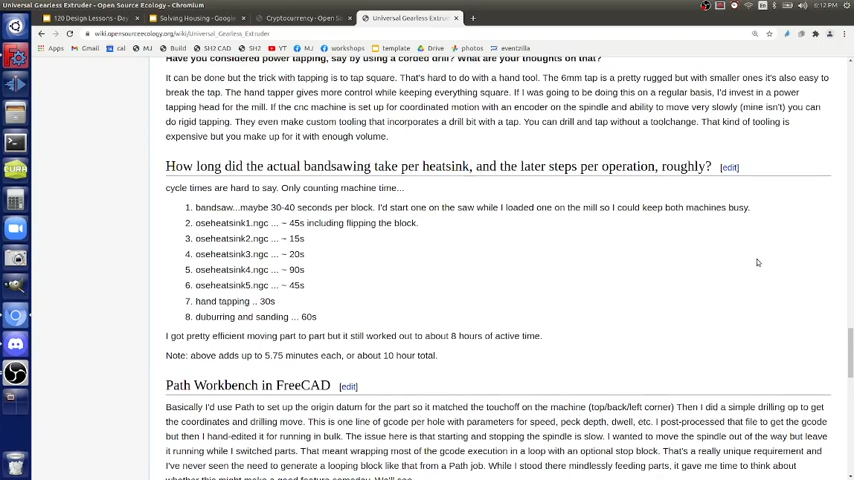 Universal Gearless Extruder - Open Source Ecology - Chromium
En
6:12 PM
120 Design Lessons - Day
Solving Housing - Google
Cryptocurrency - Open So
Universal Gearless Extrud
wiki.opensourceecology.org/wiki/Universal_Gearless_Extruder
Apps
Gmail
cal
MJ
Build
SH2 CAD
SH2
YT
MJ
workshops
template
Drive
photos
eventzilla
Have you considered power tapping, say by using a corded drill? What are your thoughts on that?
It can be done but the trick with tapping is to tap square. That's hard to do with a hand tool. The 6mm tap is a pretty rugged but with smaller ones it's also easy to
break the tap. The hand tapper gives more control while keeping everything square. If I was going to be doing this on a regular basis, I'd invest in a power
tapping head for the mill. If the cnc machine is set up for coordinated motion with an encoder on the spindle and ability to move very slowly (mine isn't) you can
do rigid tapping. They even make custom tooling that incorporates a drill bit with a tap. You can drill and tap without a toolchange. That kind of tooling is
expensive but you make up for it with enough volume.
How long did the actual bandsawing take per heatsink, and the later steps per operation, roughly? [edit]
cycle times are hard to say. Only counting machine time...
1. bandsaw...maybe 30-40 seconds per block. I'd start one on the saw while I loaded one on the mill so I could keep both machines busy.
2. oseheatsink1.ngc ... ~ 45s including flipping the block.
3. oseheatsink2.ngc ... ~ 15s
4. oseheatsink3.ngc ... ~ 20s
5. oseheatsink4.ngc ... ~ 90s
6. oseheatsink5.ngc .. ~ 45s
7. hand tapping .. 30s
8. duburring and sanding ... 60s
I got pretty efficient moving part to part but it still worked out to about 8 hours of active time.
Note: above adds up to 5.75 minutes each, or about 10 hour total.
Path Workbench in FreeCAD [edit]
Basically I'd use Path to set up the origin datum for the part so it matched the touchoff on the machine (top/back/left corner) Then I did a simple drilling op to get
the coordinates and drilling move. This is one line of gcode per hole with parameters for speed, peck depth, dwell, etc. I post-processed that file to get the gcode
but then I hand-edited it for running in bulk. The issue here is that starting and stopping the spindle is slow. I wanted to move the spindle out of the way but leave
it running while I switched parts. That meant wrapping most of the gcode execution in a loop with an optional stop block. That's a really unique requirement and
I've never seen the need to generate a looping block like that from a Path job. While I stood there mindlessly feeding parts, it gave me time to think about
whether this might make a good feature someday. We'll see.
CURA